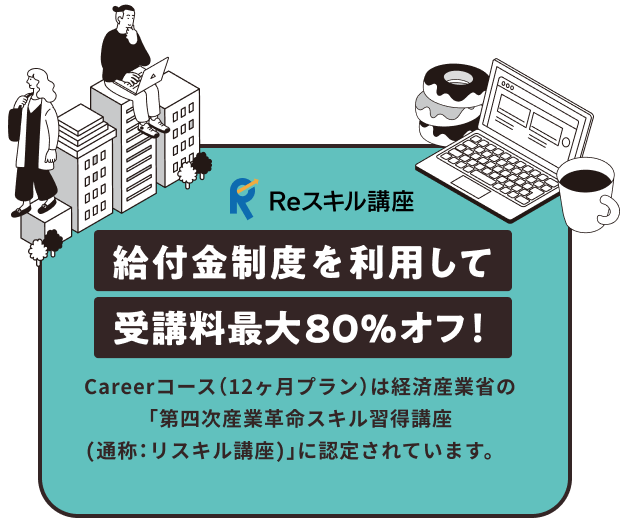 Reスキル講座
給付金制度を利用して
受講料最大80%オフ!
Careerコース(12ヶ月プラン)は経済産業省の
「第四次産業革命スキル習得講座
(通称:リスキル講座)」に認定されています。